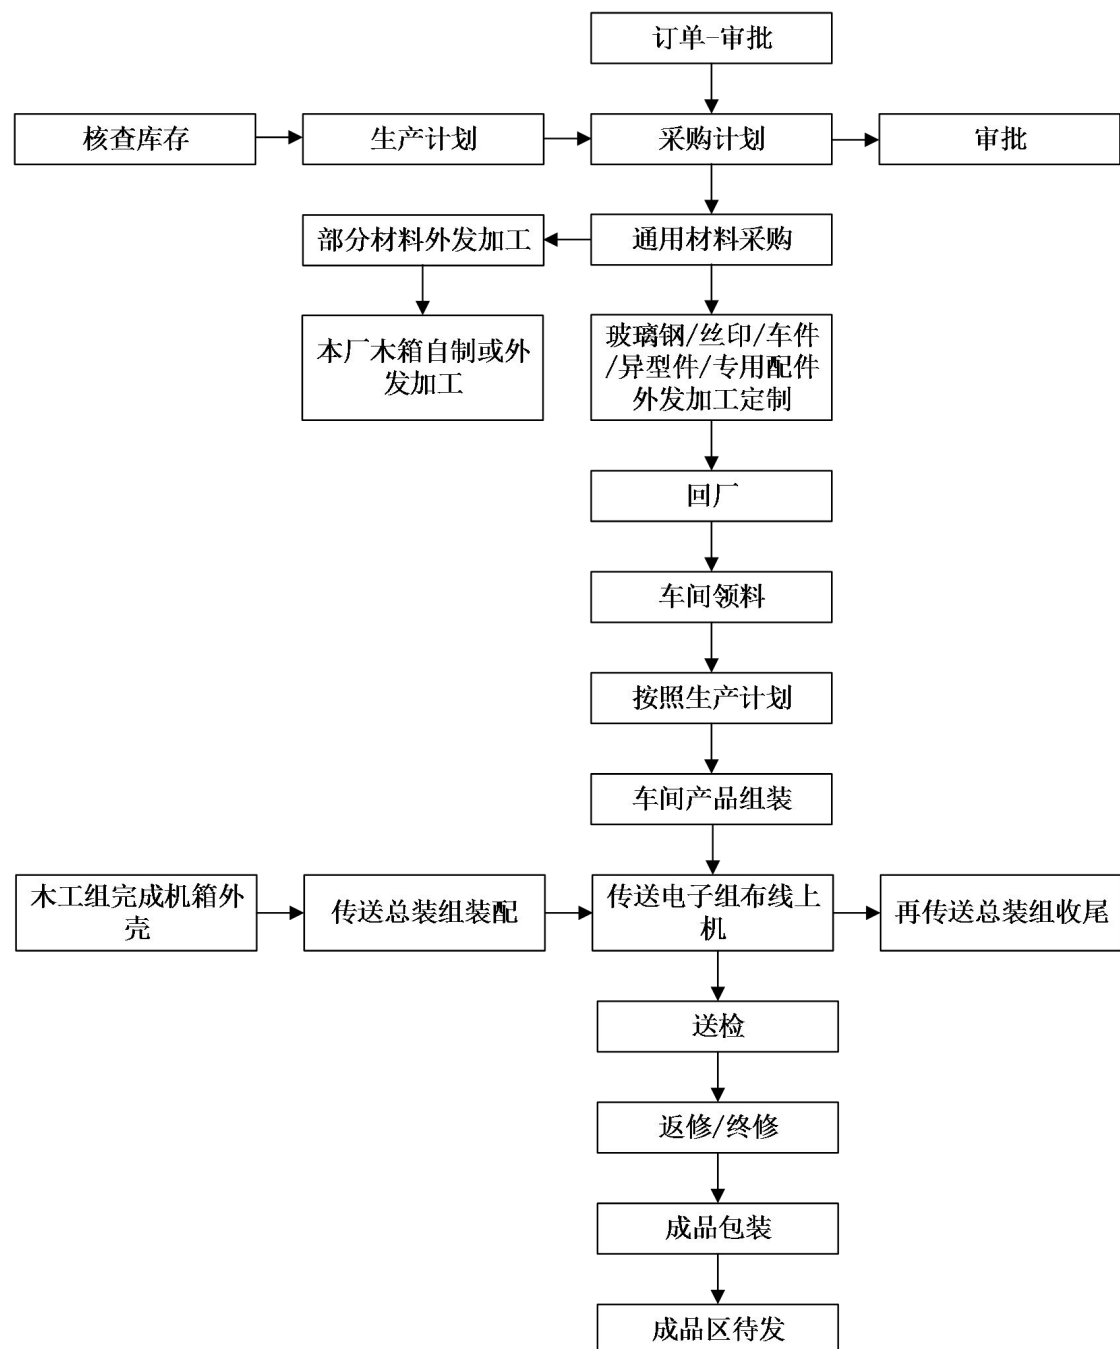 订单-审批
核查库存
生产计划
采购计划
审批
部分材料外发加工
通用材料采购
本厂木箱自制或外
发加工
玻璃钢/丝印/车件
/异型件/专用配件
外发加工定制
回厂
车间领料
按照生产计划
车间产品组装
木工组完成机箱外
壳
传送总装组装配
传送电子组布线上
机
再传送总装组收尾
送检
返修/终修
成品包装
成品区待发